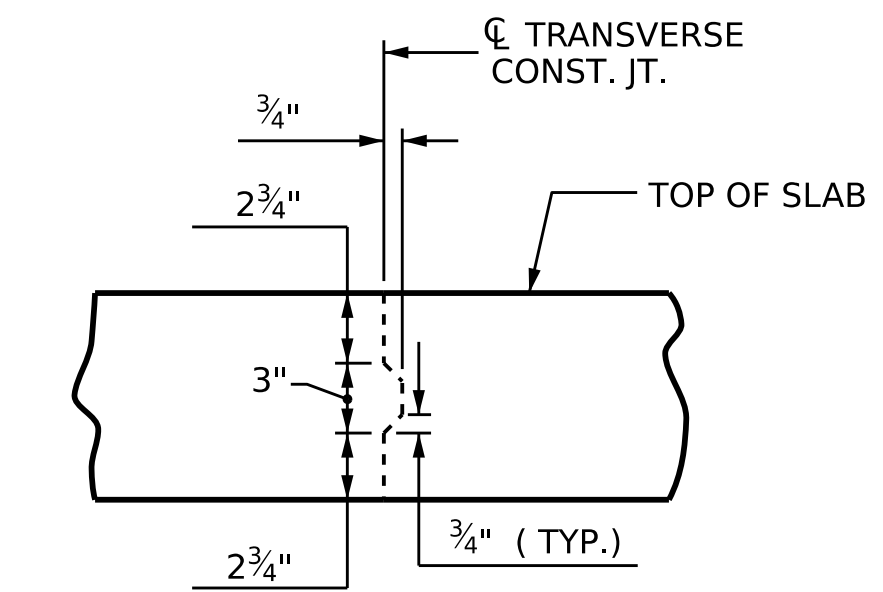 ℄ TRANSVERSE
CONST. JT.
¾"
2¾"
TOP OF SLAB
3"
¾" ( TYP.)
2¾"